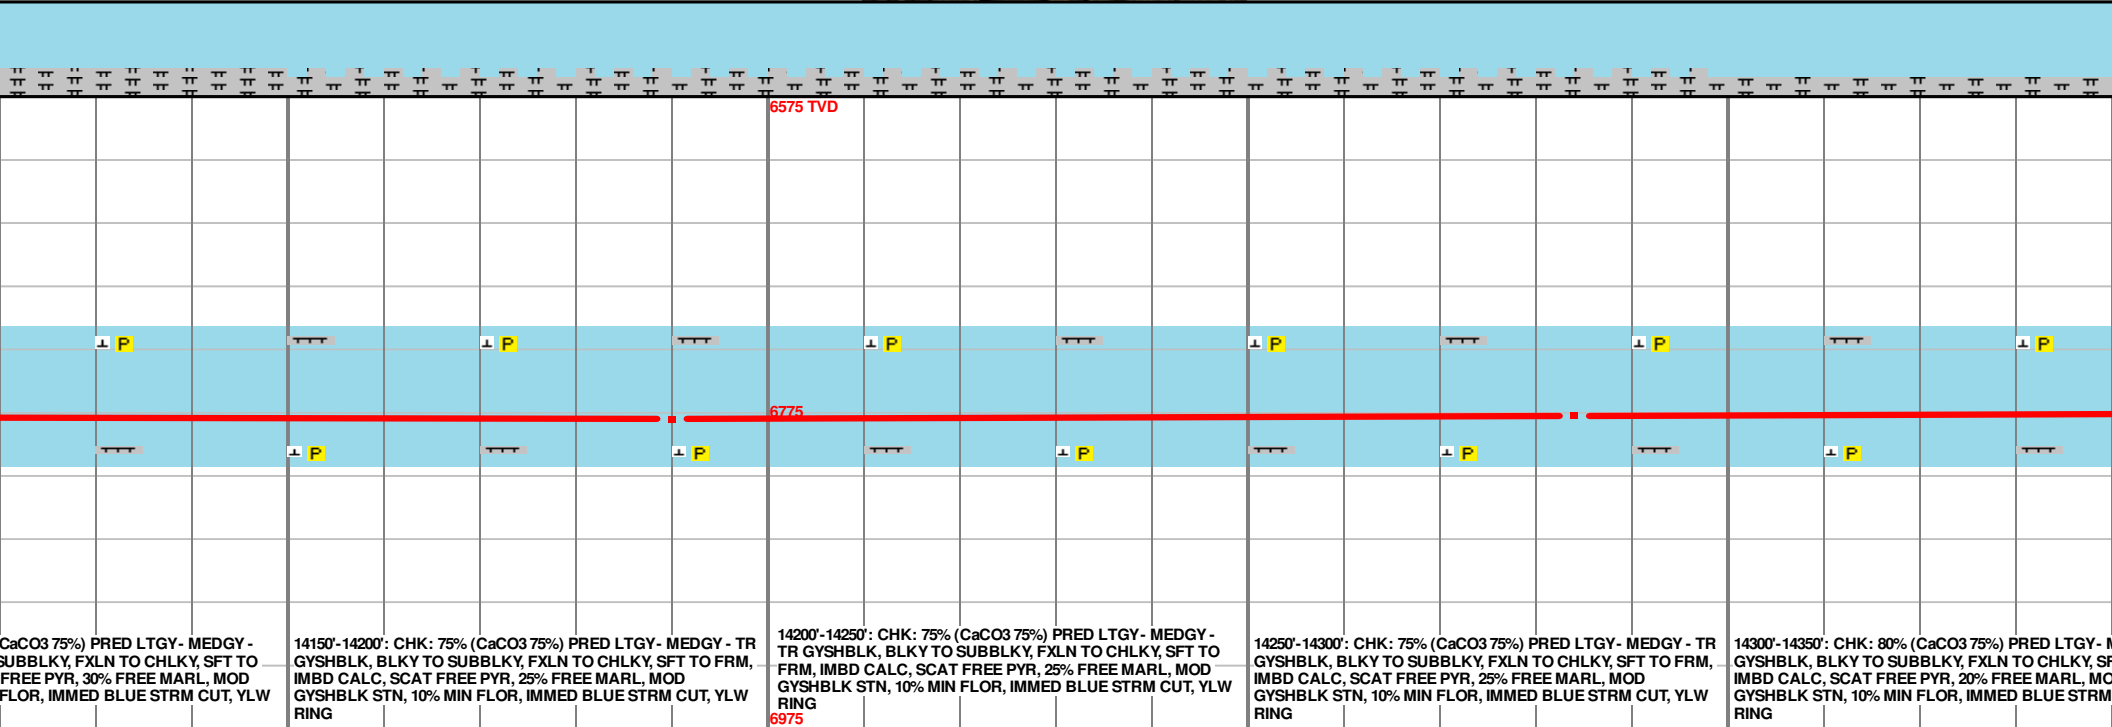 6575 TVD
P P P P P P
6775
P P P P P
CaCO3 75%) PRED LTGY - MEDGY -
SUBBLKY, FXLN TO CHLKY, SFT TO
FREE PYR, 30% FREE MARL, MOD
FLOR, IMMED BLUE STRM CUT, YLW
14150'-14200': CHK: 75% (CaCO3 75%) PRED LTGY - MEDGY - TR
GYSHBLK, BLKY TO SUBBLKY, FXLN TO CHLKY, SFT TO FRM,
IMBD CALC, SCAT FREE PYR, 25% FREE MARL, MOD
GYSHBLK STN, 10% MIN FLOR, IMMED BLUE STRM CUT, YLW
RING
14200'-14250': CHK: 75% (CaCO3 75%) PRED LTGY - MEDGY -
TR GYSHBLK, BLKY TO SUBBLKY, FXLN TO CHLKY, SFT TO
FRM, IMBD CALC, SCAT FREE PYR, 25% FREE MARL, MOD
GYSHBLK STN, 10% MIN FLOR, IMMED BLUE STRM CUT, YLW
RING
6975
14250'-14300': CHK: 75% (CaCO3 75%) PRED LTGY - MEDGY - TR
GYSHBLK, BLKY TO SUBBLKY, FXLN TO CHLKY, SFT TO FRM,
IMBD CALC, SCAT FREE PYR, 25% FREE MARL, MOD
GYSHBLK STN, 10% MIN FLOR, IMMED BLUE STRM CUT, YLW
RING
14300'-14350': CHK: 80% (CaCO3 75%) PRED LTGY - M
GYSHBLK, BLKY TO SUBBLKY, FXLN TO CHLKY, SF
IMBD CALC, SCAT FREE PYR, 20% FREE MARL, MO
GYSHBLK STN, 10% MIN FLOR, IMMED BLUE STRM
RING